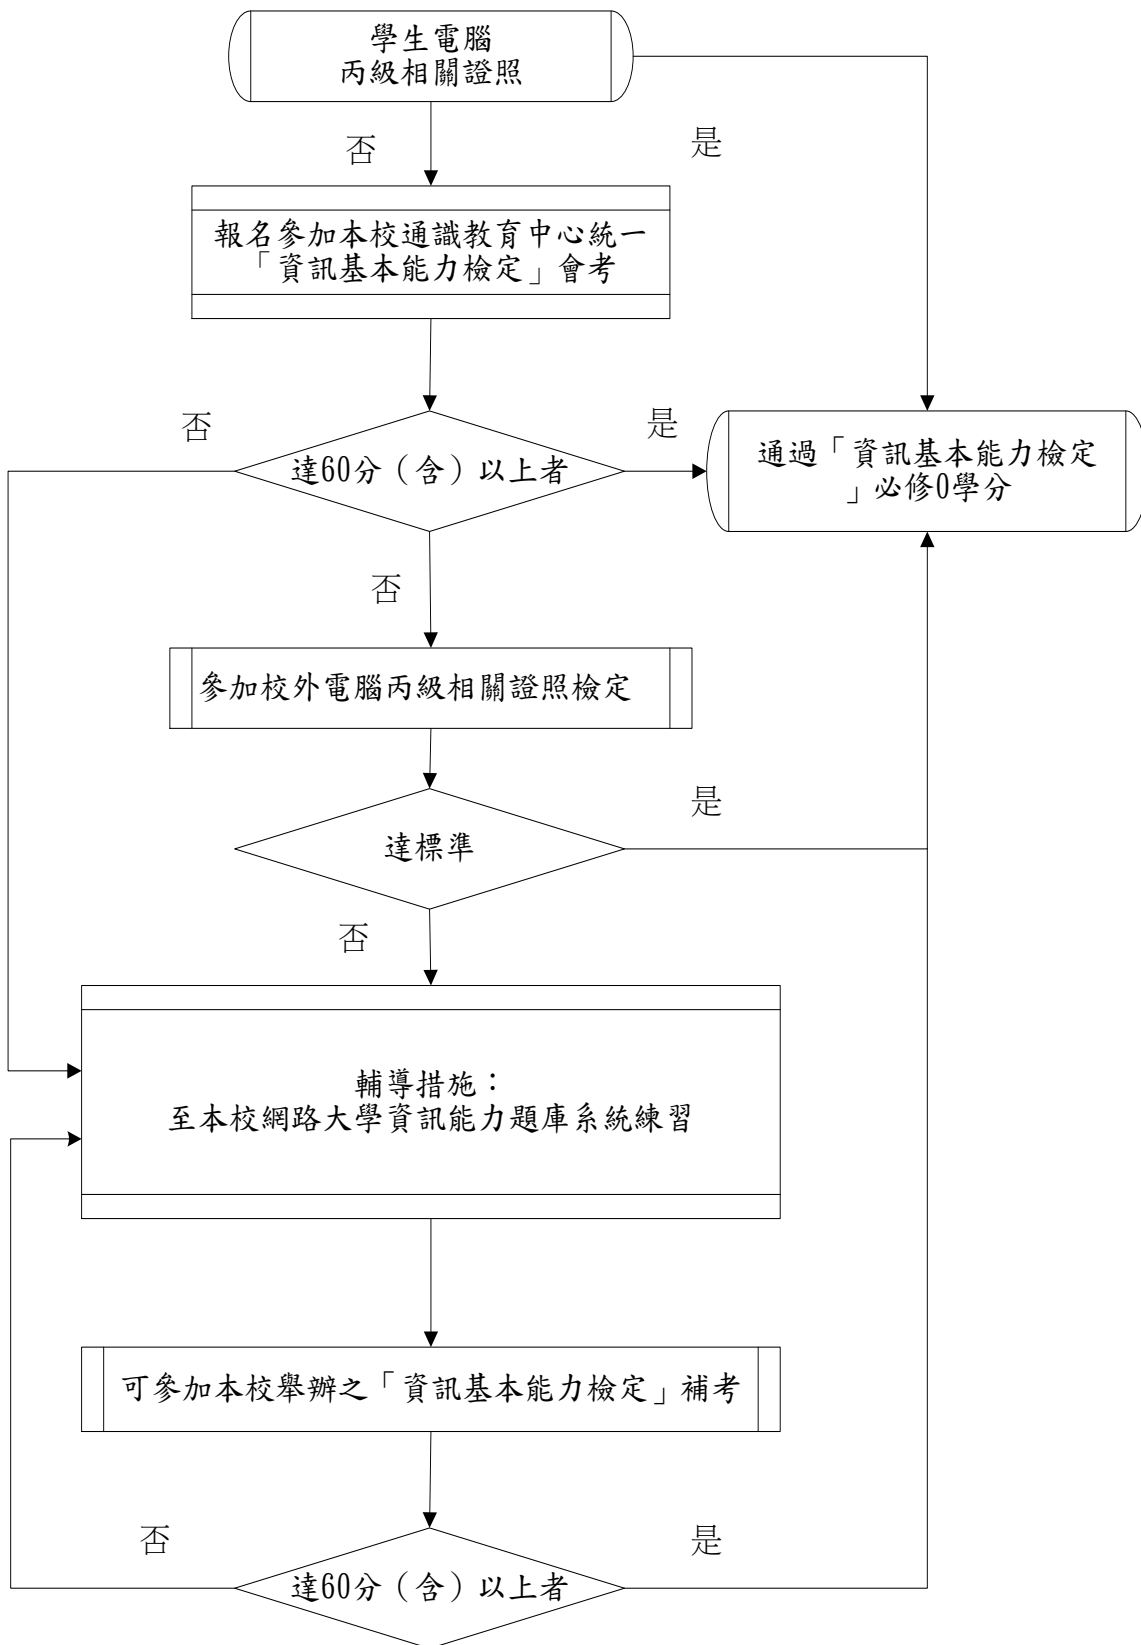 學生電腦
丙級相關證照
否
是
報名參加本校通識教育中心統一
「資訊基本能力檢定」會考
否
是
達60分（含）以上者
通過「資訊基本能力檢定
」必修0學分
否
參加校外電腦丙級相關證照檢定
是
達標準
否
輔導措施：
至本校網路大學資訊能力題庫系統練習
可參加本校舉辦之「資訊基本能力檢定」補考
否
是
達60分（含）以上者